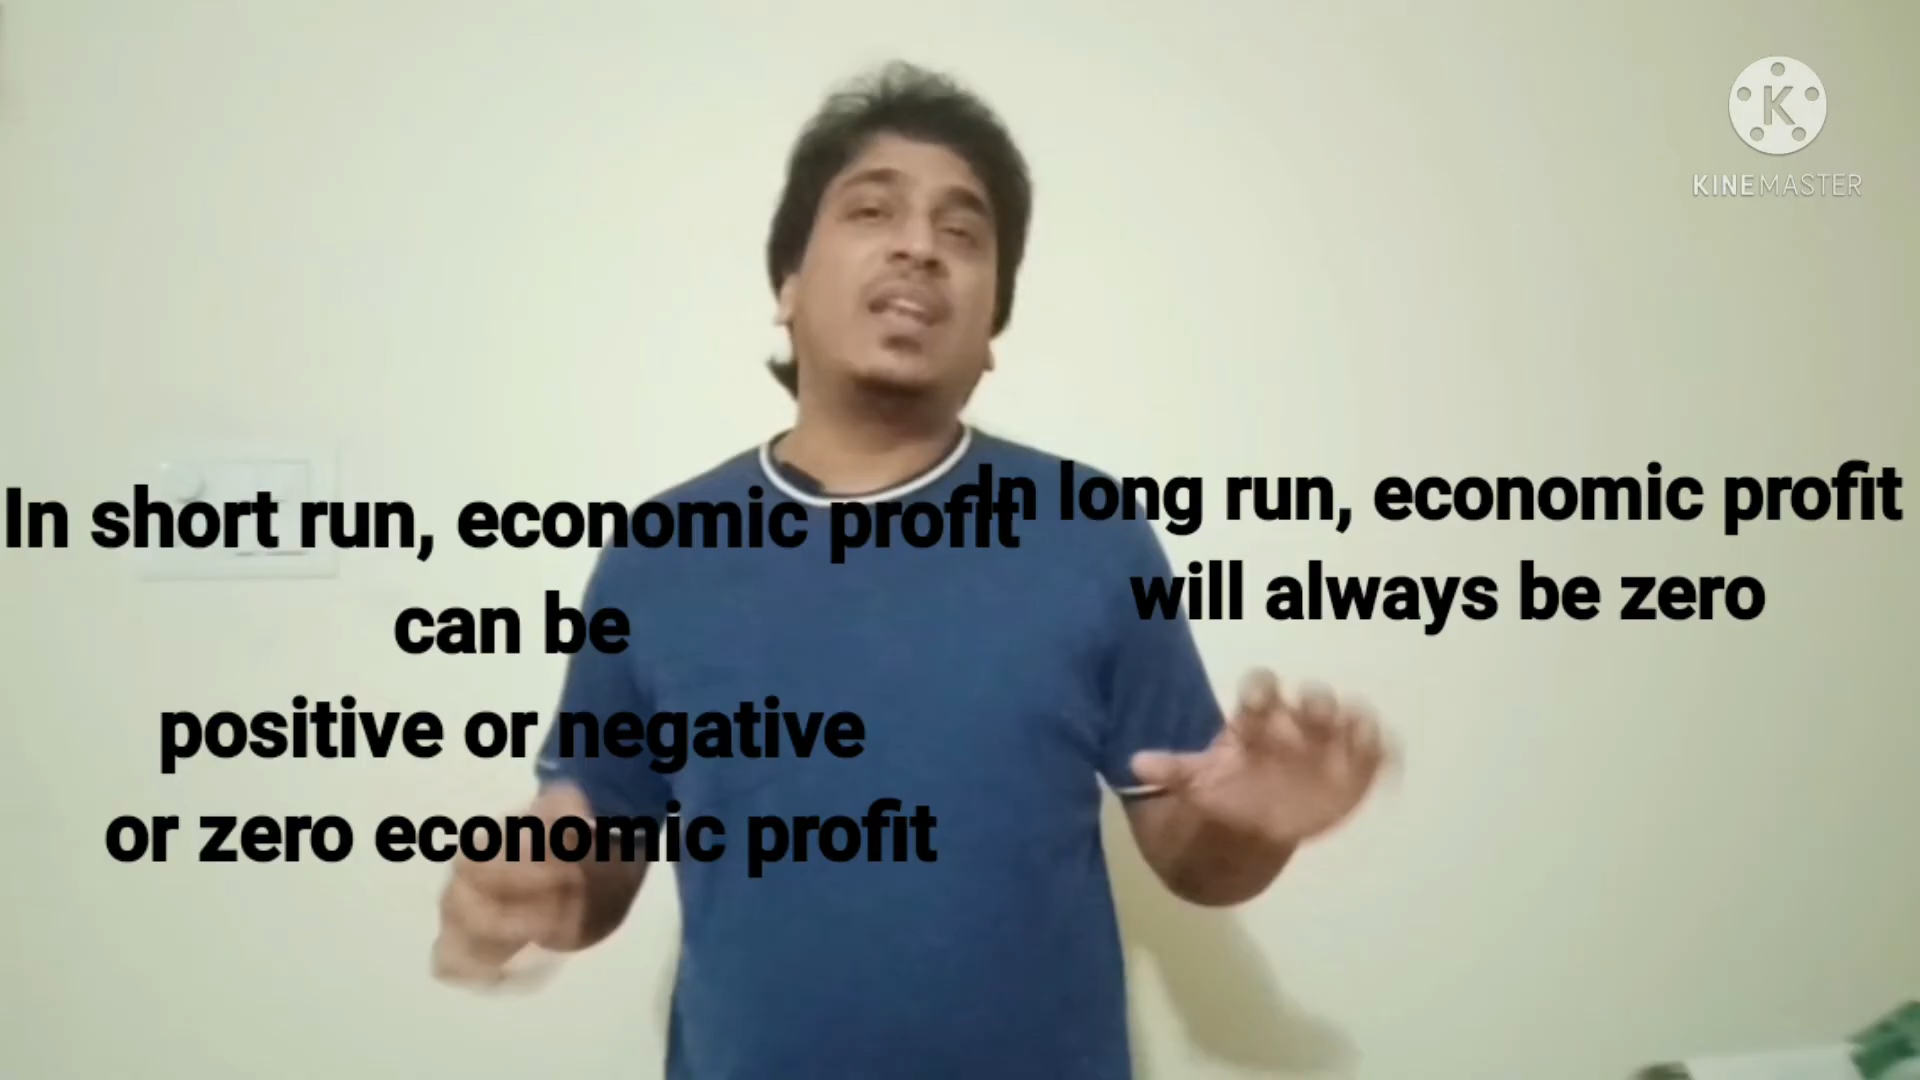 In short run, economic profit
can be
positive or negative
or zero economic profit
In long run, economic profit
will always be zero
K
KINEMASTER